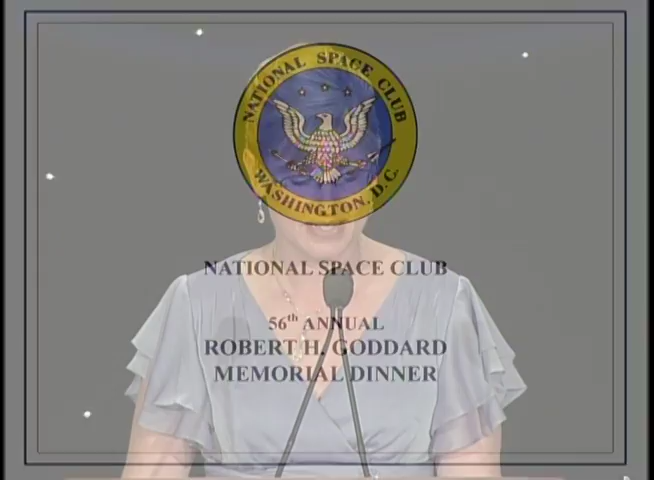 NATIONAL SPACE CLUB
WASHINGTON, D.C.
NATIONAL SPACE CLUB
56th ANNUAL
ROBERT H. GODDARD
MEMORIAL DINNER